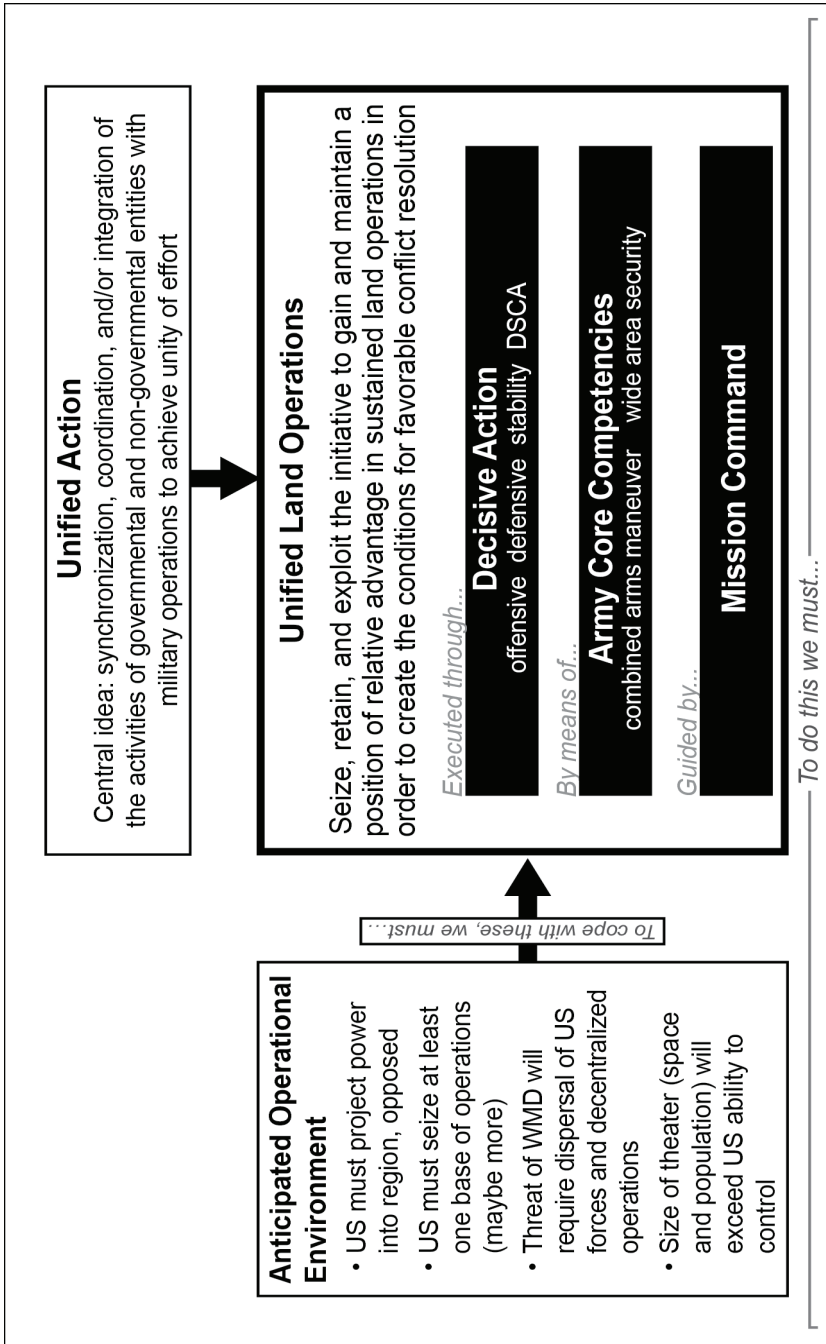 Unified Action
Central idea: synchronization, coordination, and/or integration of
the activities of governmental and non-governmental entities with
military operations to achieve unity of effort
Anticipated Operational
Environment
• US must project power
into region, opposed
• US must seize at least
one base of operations
(maybe more)
• Threat of WMD will
require dispersal of US
forces and decentralized
operations
• Size of theater (space
and population) will
exceed US ability to
control
To cope with these, we must...
Unified Land Operations
Seize, retain, and exploit the initiative to gain and maintain a
position of relative advantage in sustained land operations in
order to create the conditions for favorable conflict resolution
Executed through...
Decisive Action
offensive defensive stability DSCA
By means of...
Army Core Competencies
combined arms maneuver wide area security
Guided by...
Mission Command
To do this we must...